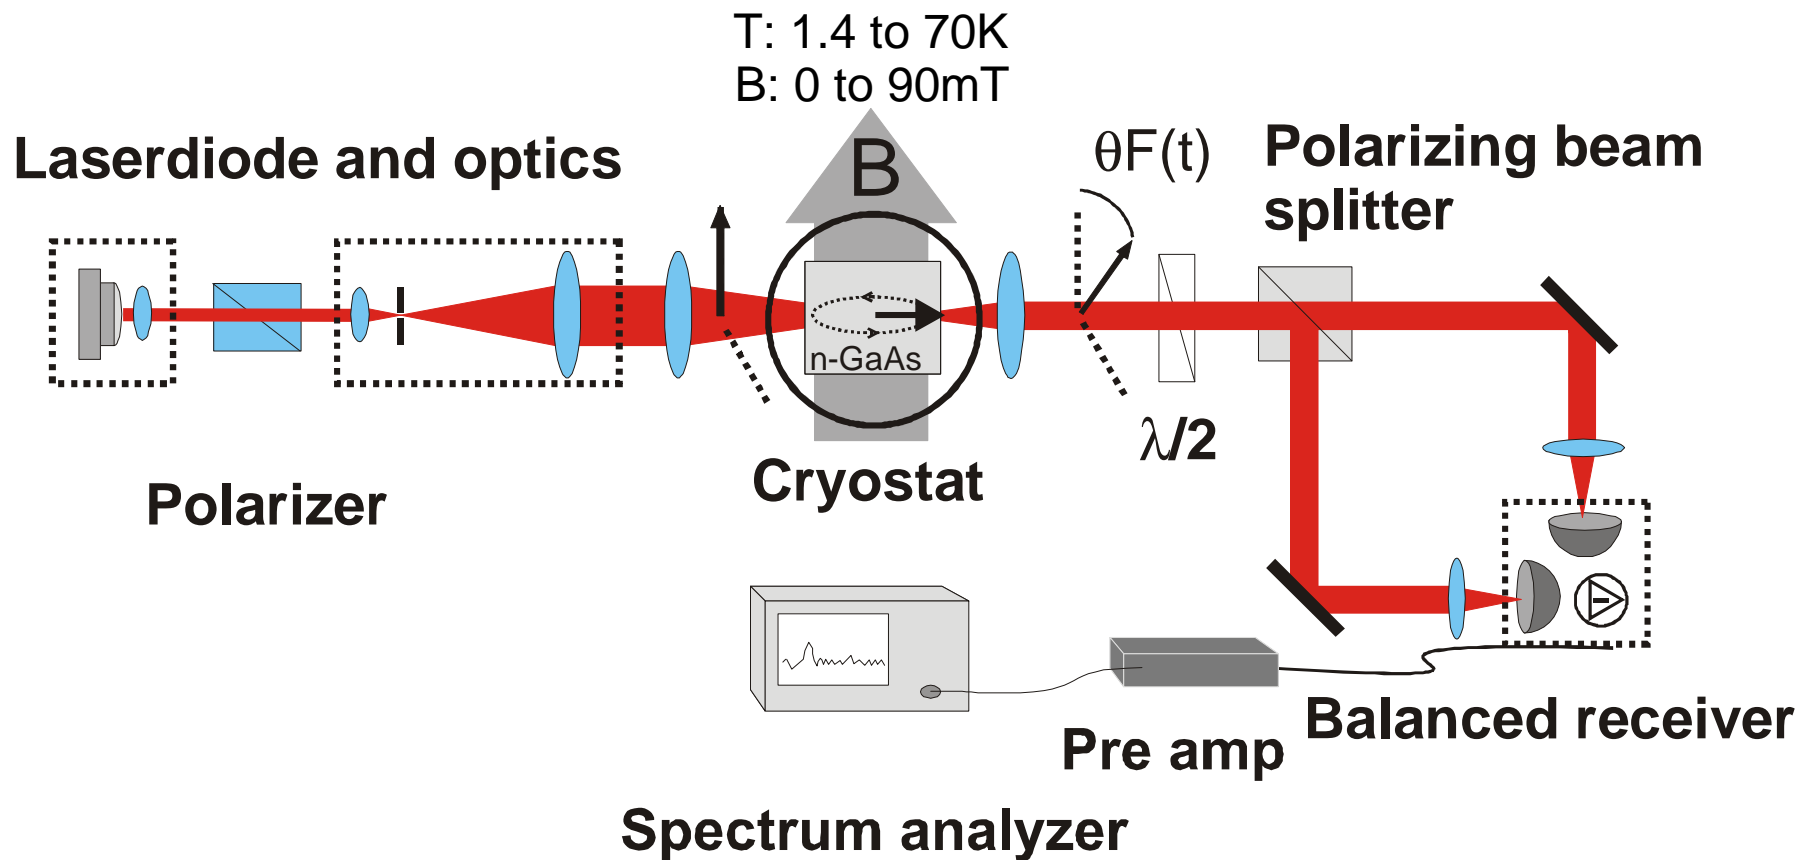 T: 1.4 to 70K
B: 0 to 90mT
Laserdiode and optics
B
θF(t)
Polarizing beam
splitter
n-GaAs
λ/2
Cryostat
Polarizer
Balanced receiver
Pre amp
Spectrum analyzer